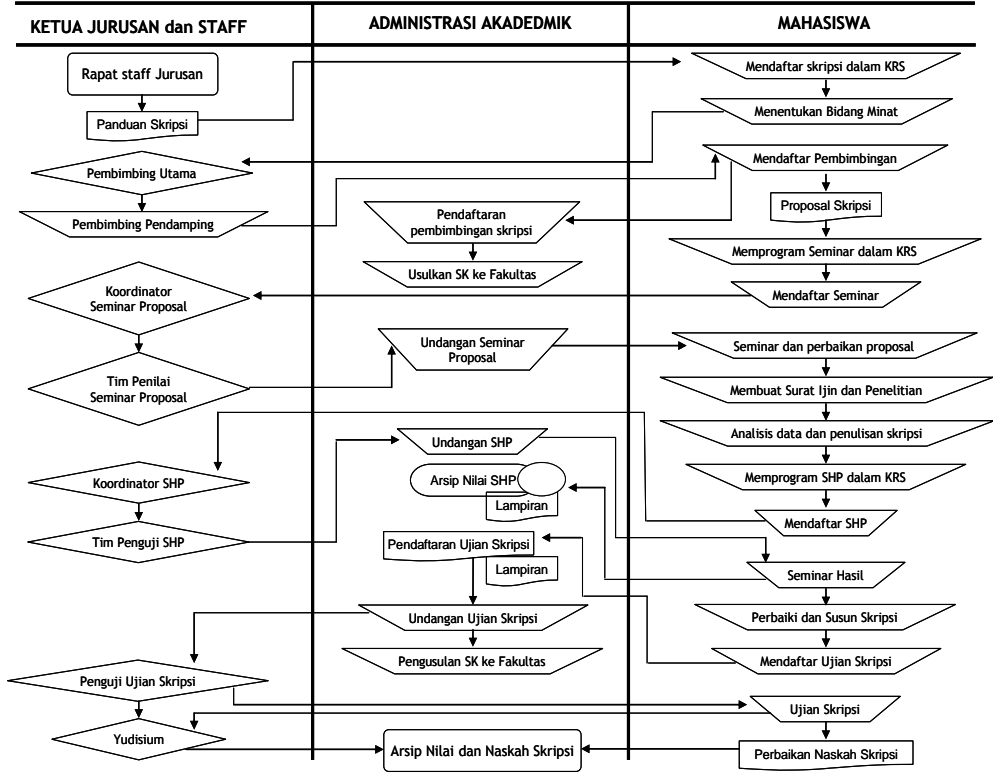 KETUA JURUSAN dan STAFF
ADMINISTRASI AKADEDMIK
MAHASISWA
Rapat staff Jurusan
Panduan Skripsi
Pembimbing Utama
Pembimbing Pendamping
Koordinator
Seminar Proposal
Tim Penilai
Seminar Proposal
Koordinator SHP
Tim Penguji SHP
Penguji Ujian Skripsi
Yudisium
Pendaftaran
pembimbingan skripsi
Usulkan SK ke Fakultas
Undangan Seminar
Proposal
Undangan SHP
Arsip Nilai SHP
Lampiran
Pendaftaran Ujian Skripsi
Lampiran
Undangan Ujian Skripsi
Pengusulan SK ke Fakultas
Arsip Nilai dan Naskah Skripsi
Mendaftar skripsi dalam KRS
Menentukan Bidang Minat
Mendaftar Pembimbingan
Proposal Skripsi
Memprogram Seminar dalam KRS
Mendaftar Seminar
Seminar dan perbaikan proposal
Membuat Surat Ijin dan Penelitian
Analisis data dan penulisan skripsi
Memprogram SHP dalam KRS
Mendaftar SHP
Seminar Hasil
Perbaiki dan Susun Skripsi
Mendaftar Ujian Skripsi
Ujian Skripsi
Perbaikan Naskah Skripsi